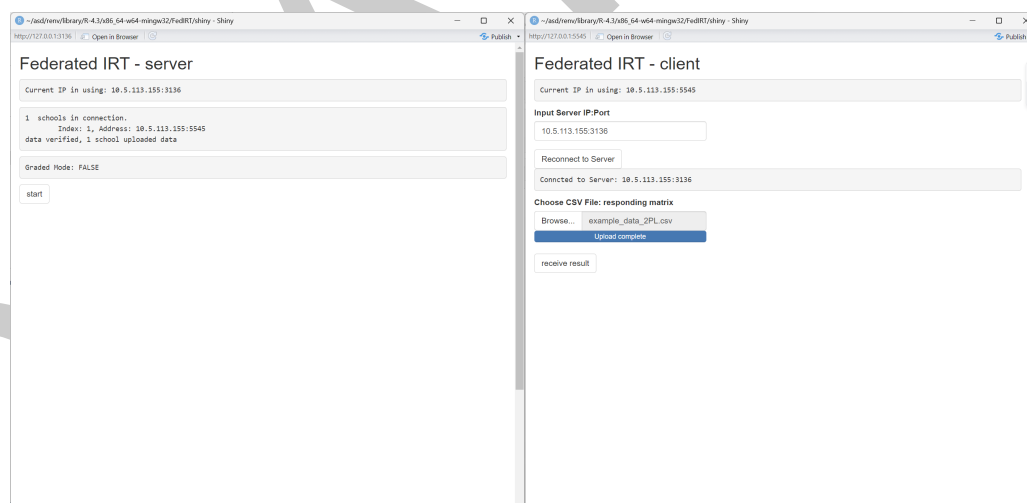 ~/asd/renv/library/R-4.3/x86_64-w64-mingw32/FedIRT/shiny - Shiny
http://127.0.0.1:3136 Open in Browser Publish
Federated IRT - server
Current IP in using: 10.5.113.155:3136
1 schools in connection.
Index: 1, Address: 10.5.113.155:5545
data verified, 1 school uploaded data
Graded Mode: FALSE
start
~/asd/renv/library/R-4.3/x86_64-w64-mingw32/FedIRT/shiny - Shiny
http://127.0.0.1:5545 Open in Browser Publish
Federated IRT - client
Current IP in using: 10.5.113.155:5545
Input Server IP:Port
10.5.113.155:3136
Reconnect to Server
Conncted to Server: 10.5.113.155:3136
Choose CSV File: responding matrix
Browse... example_data_2PL.csv
Upload complete
receive result